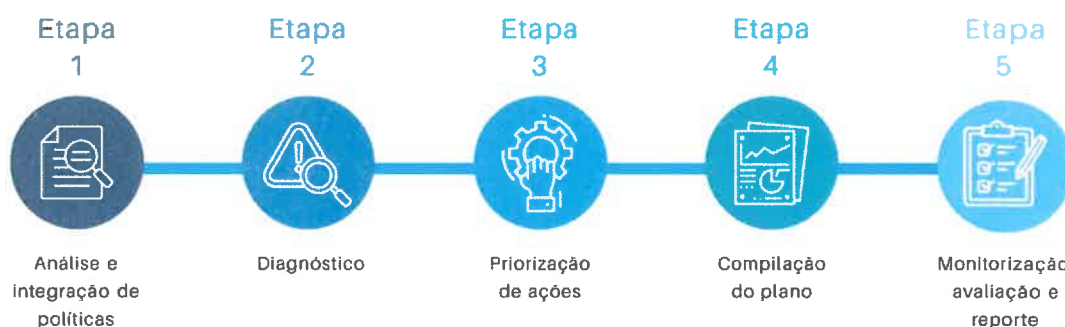 Etapa
1
Etapa
2
Etapa
3
Etapa
4
Etapa
5
Análise e
integração de
políticas
Diagnóstico
Priorização
de ações
Compilação
do plano
Monitorização
avaliação e
reporte